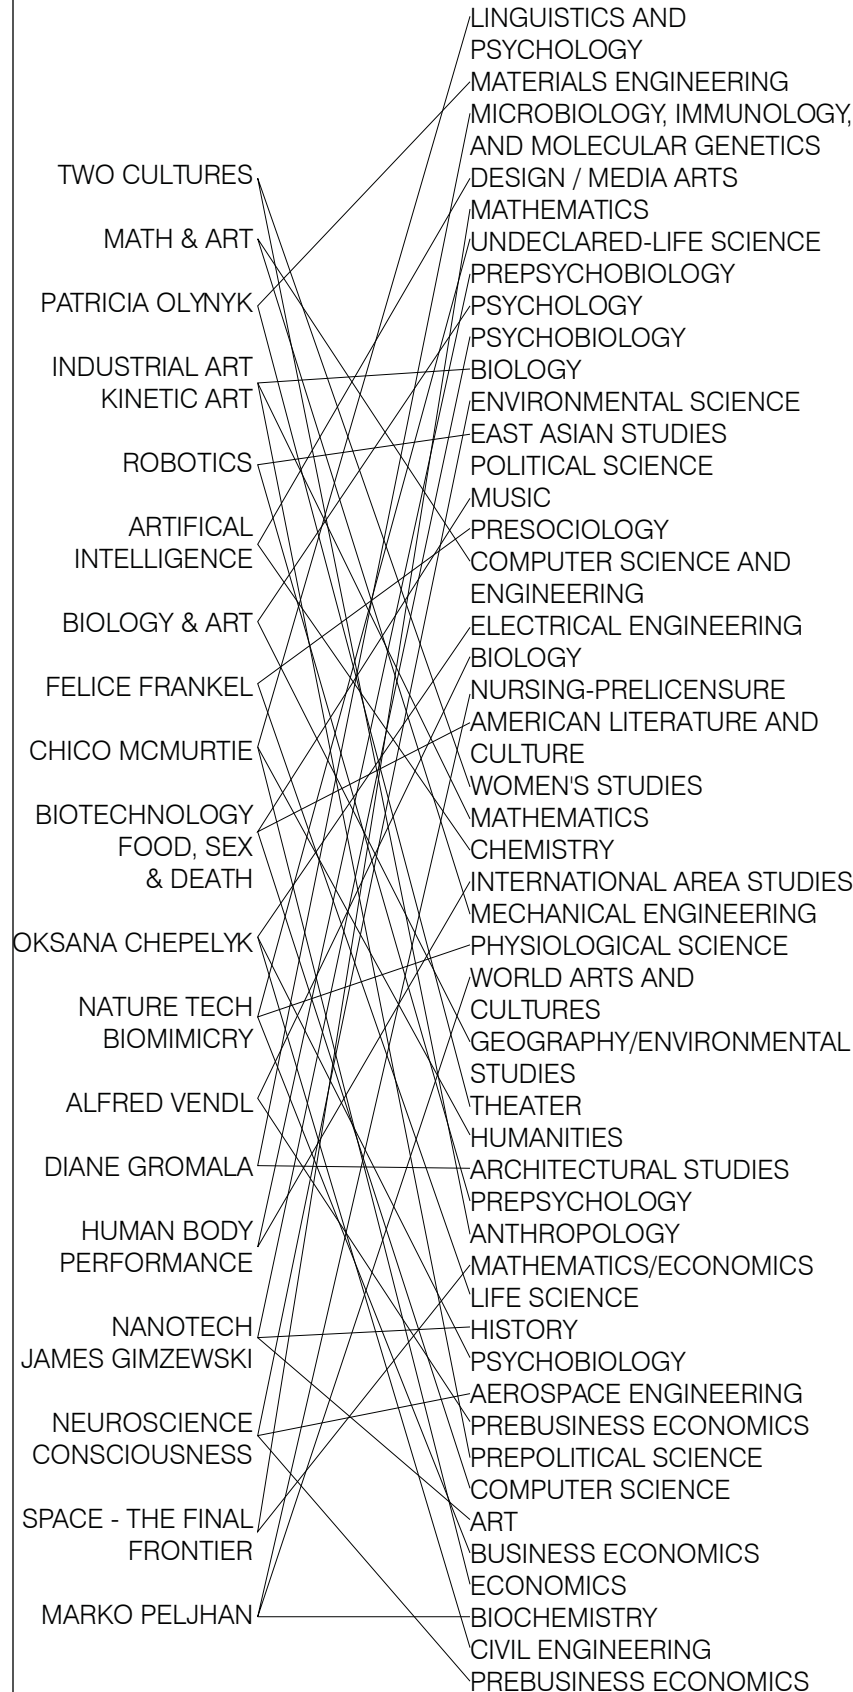 TWO CULTURES
MATH & ART
PATRICIA OLYNYK
INDUSTRIAL ART
KINETIC ART
ROBOTICS
ARTIFICAL
INTELLIGENCE
BIOLOGY & ART
FELICE FRANKEL
CHICO MCMURTIE
BIOTECHNOLOGY
FOOD, SEX
& DEATH
OKSANA CHEPELYK
NATURE TECH
BIOMIMICRY
ALFRED VENDL
DIANE GROMALA
HUMAN BODY
PERFORMANCE
NANOTECH
JAMES GIMZEWSKI
NEUROSCIENCE
CONSCIOUSNESS
SPACE - THE FINAL
FRONTIER
MARKO PELJHAN
LINGUISTICS AND
PSYCHOLOGY
MATERIALS ENGINEERING
MICROBIOLOGY, IMMUNOLOGY,
AND MOLECULAR GENETICS
DESIGN / MEDIA ARTS
MATHEMATICS
UNDECLARED-LIFE SCIENCE
PREPSYCHOBIOLOGY
PSYCHOLOGY
PSYCHOBIOLOGY
BIOLOGY
ENVIRONMENTAL SCIENCE
EAST ASIAN STUDIES
POLITICAL SCIENCE
MUSIC
PRESOCIOLOGY
COMPUTER SCIENCE AND
ENGINEERING
ELECTRICAL ENGINEERING
BIOLOGY
NURSING-PRELICENSURE
AMERICAN LITERATURE AND
CULTURE
WOMEN'S STUDIES
MATHEMATICS
CHEMISTRY
INTERNATIONAL AREA STUDIES
MECHANICAL ENGINEERING
PHYSIOLOGICAL SCIENCE
WORLD ARTS AND
CULTURES
GEOGRAPHY/ENVIRONMENTAL
STUDIES
THEATER
HUMANITIES
ARCHITECTURAL STUDIES
PREPSYCHOLOGY
ANTHROPOLOGY
MATHEMATICS/ECONOMICS
LIFE SCIENCE
HISTORY
PSYCHOBIOLOGY
AEROSPACE ENGINEERING
PREBUSINESS ECONOMICS
PREPOLITICAL SCIENCE
COMPUTER SCIENCE
ART
BUSINESS ECONOMICS
ECONOMICS
BIOCHEMISTRY
CIVIL ENGINEERING
PREBUSINESS ECONOMICS